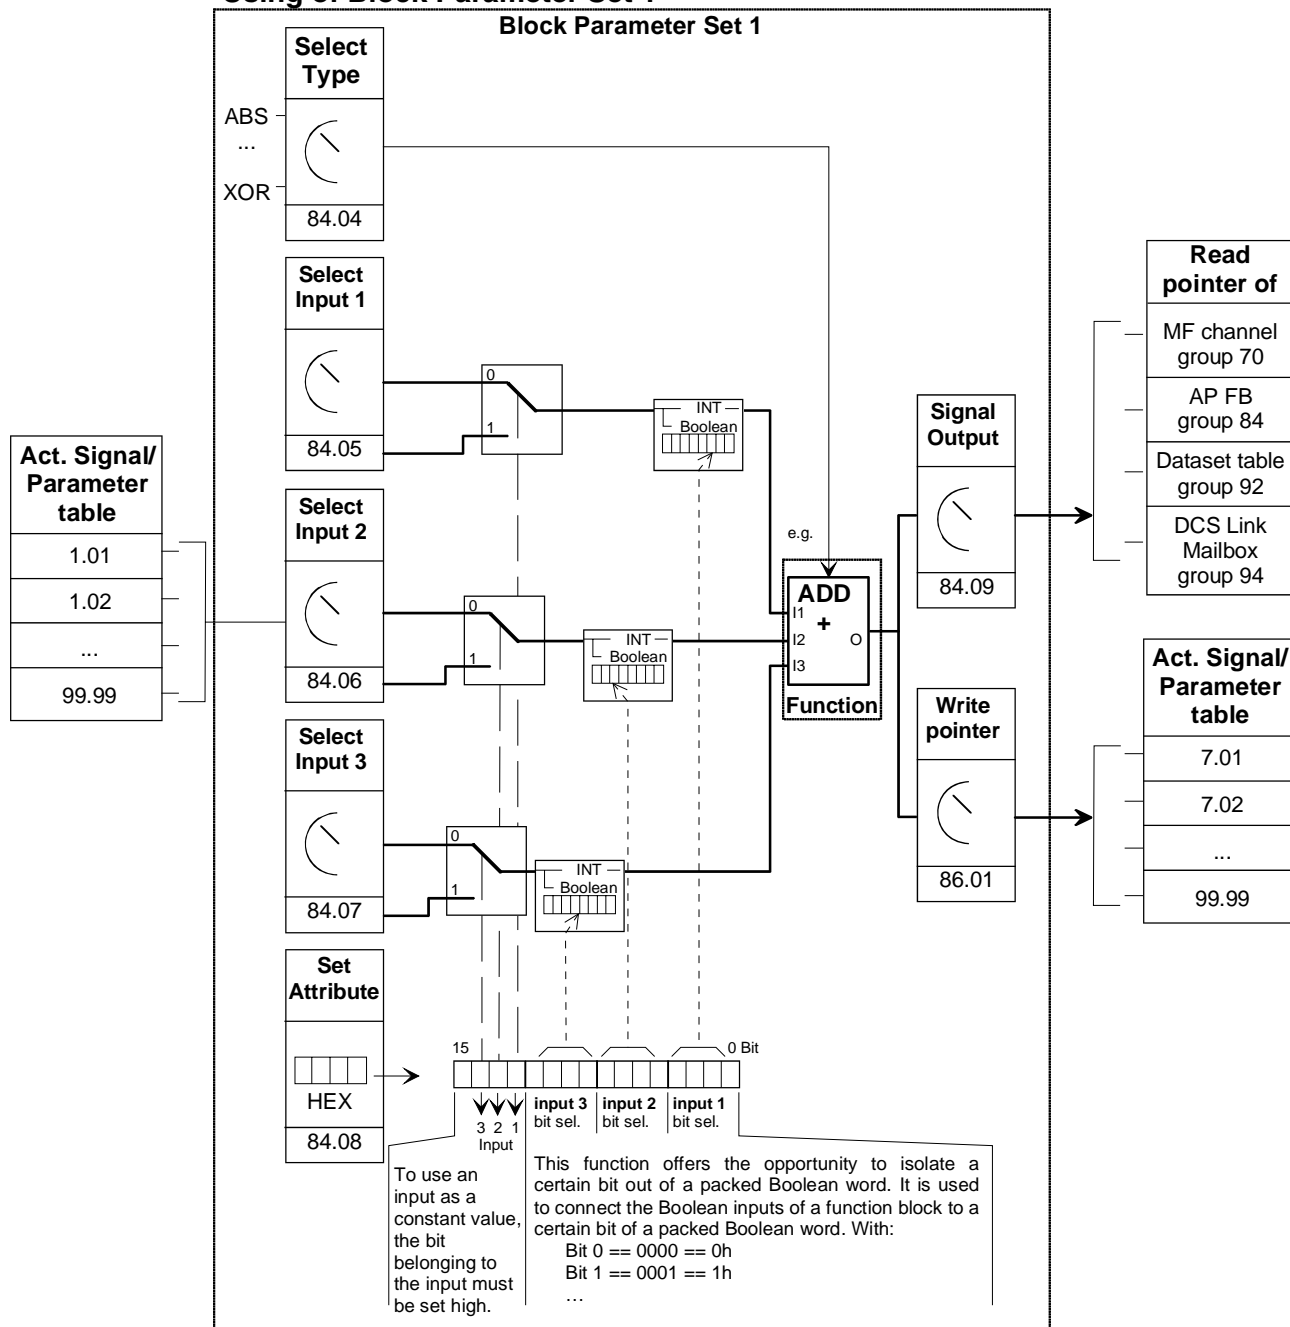 Using of Block Parameter Set 1
Block Parameter Set 1
Select
Type
ABS
...
XOR
84.04
Select
Input 1
84.05
0
1
INT
Boolean
Act. Signal/
Parameter
table
1.01
1.02
...
99.99
Select
Input 2
84.06
0
1
INT
Boolean
Select
Input 3
84.07
0
1
INT
Boolean
e.g.
ADD
+
I1
I2
I3
O
Function
Signal
Output
84.09
Write
pointer
86.01
Read
pointer of
MF channel
group 70
AP FB
group 84
Dataset table
group 92
DCS Link
Mailbox
group 94
Act. Signal/
Parameter
table
7.01
7.02
...
99.99
Set
Attribute
HEX
84.08
15
0 Bit
3 2 1
Input
input 3
bit sel.
input 2
bit sel.
input 1
bit sel.
To use an
input as a
constant value,
the bit
belonging to
the input must
be set high.
This function offers the opportunity to isolate a
certain bit out of a packed Boolean word. It is used
to connect the Boolean inputs of a function block to a
certain bit of a packed Boolean word. With:
Bit 0 == 0000 == 0h
Bit 1 == 0001 == 1h
...